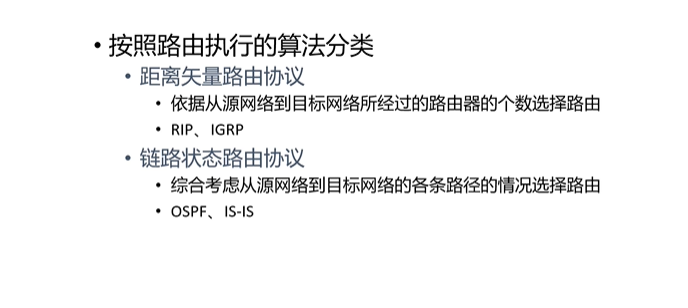 • 按照路由执行的算法分类
• 距离矢量路由协议
• 依据从源网络到目标网络所经过的路由器的个数选择路由
• RIP、IGRP
• 链路状态路由协议
• 综合考虑从源网络到目标网络的各条路径的情况选择路由
• OSPF、IS-IS